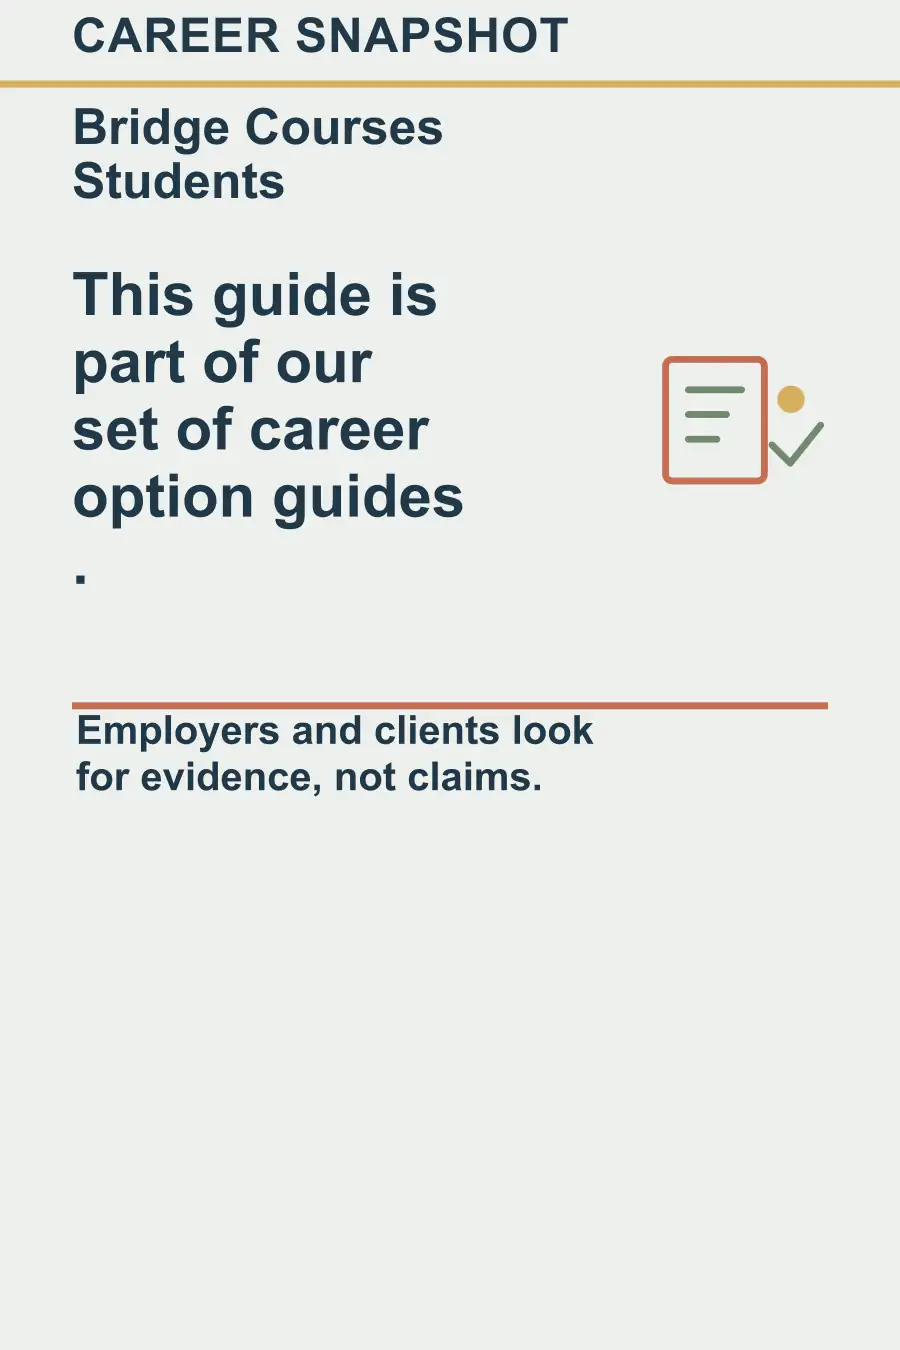 CAREER SNAPSHOT
Bridge Courses
Students
This guide is
part of our
set of career
option guides
.
Employers and clients look
for evidence, not claims.